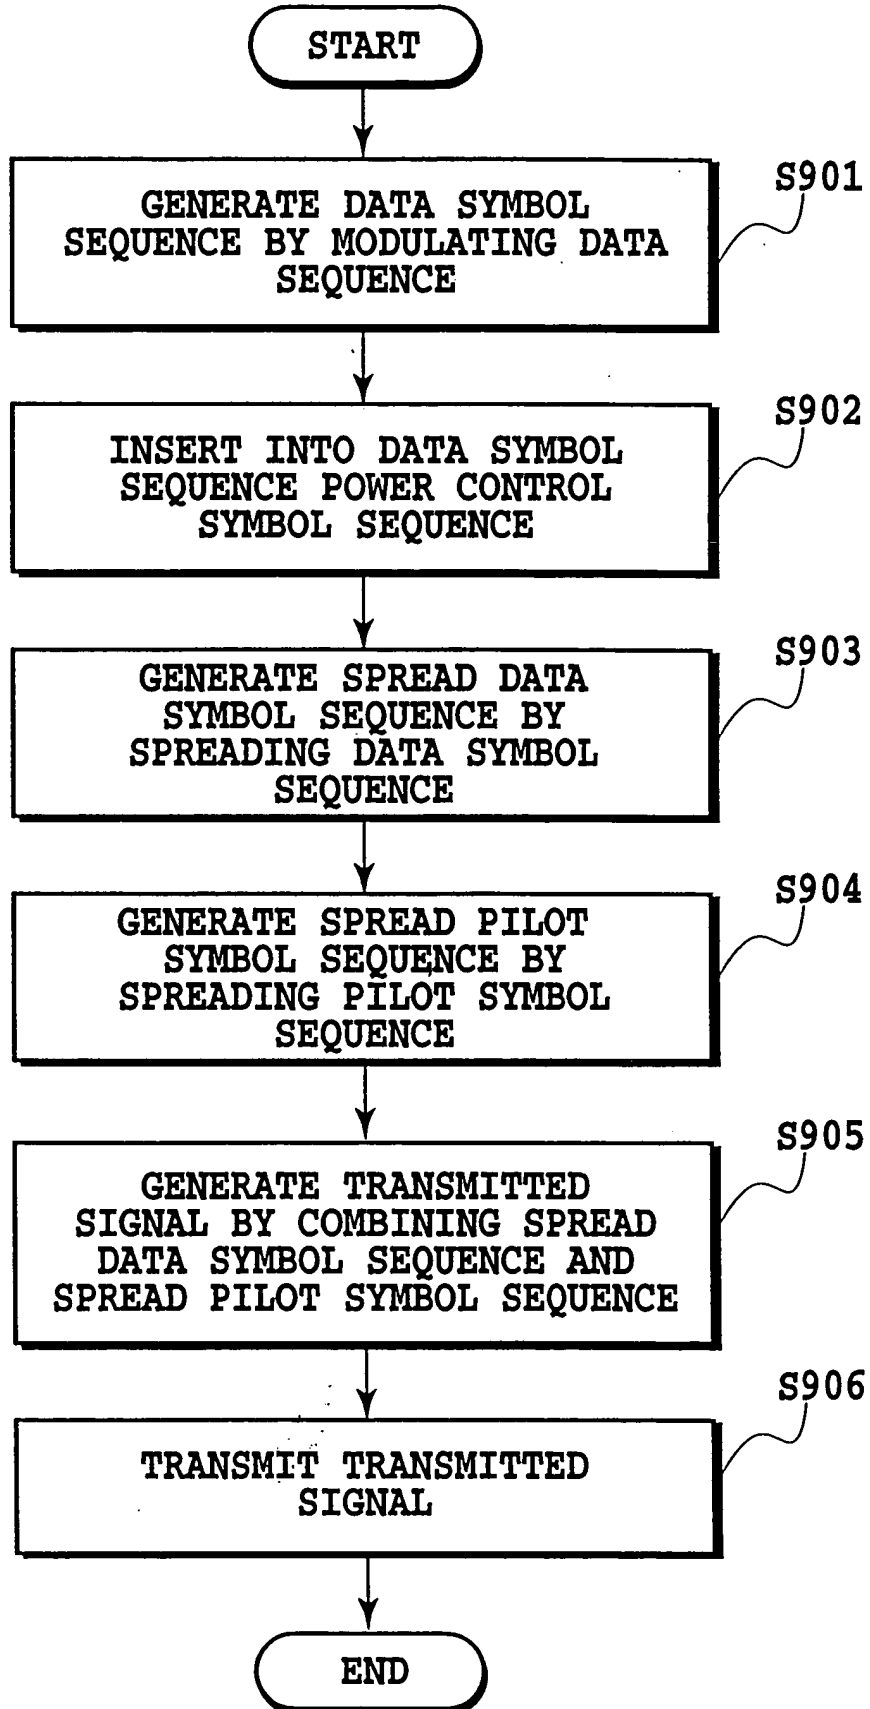 START
S901
GENERATE DATA SYMBOL
SEQUENCE BY MODULATING DATA
SEQUENCE
S902
INSERT INTO DATA SYMBOL
SEQUENCE POWER CONTROL
SYMBOL SEQUENCE
S903
GENERATE SPREAD DATA
SYMBOL SEQUENCE BY
SPREADING DATA SYMBOL
SEQUENCE
S904
GENERATE SPREAD PILOT
SYMBOL SEQUENCE BY
SPREADING PILOT SYMBOL
SEQUENCE
S905
GENERATE TRANSMITTED
SIGNAL BY COMBINING SPREAD
DATA SYMBOL SEQUENCE AND
SPREAD PILOT SYMBOL SEQUENCE
S906
TRANSMIT TRANSMITTED
SIGNAL
END